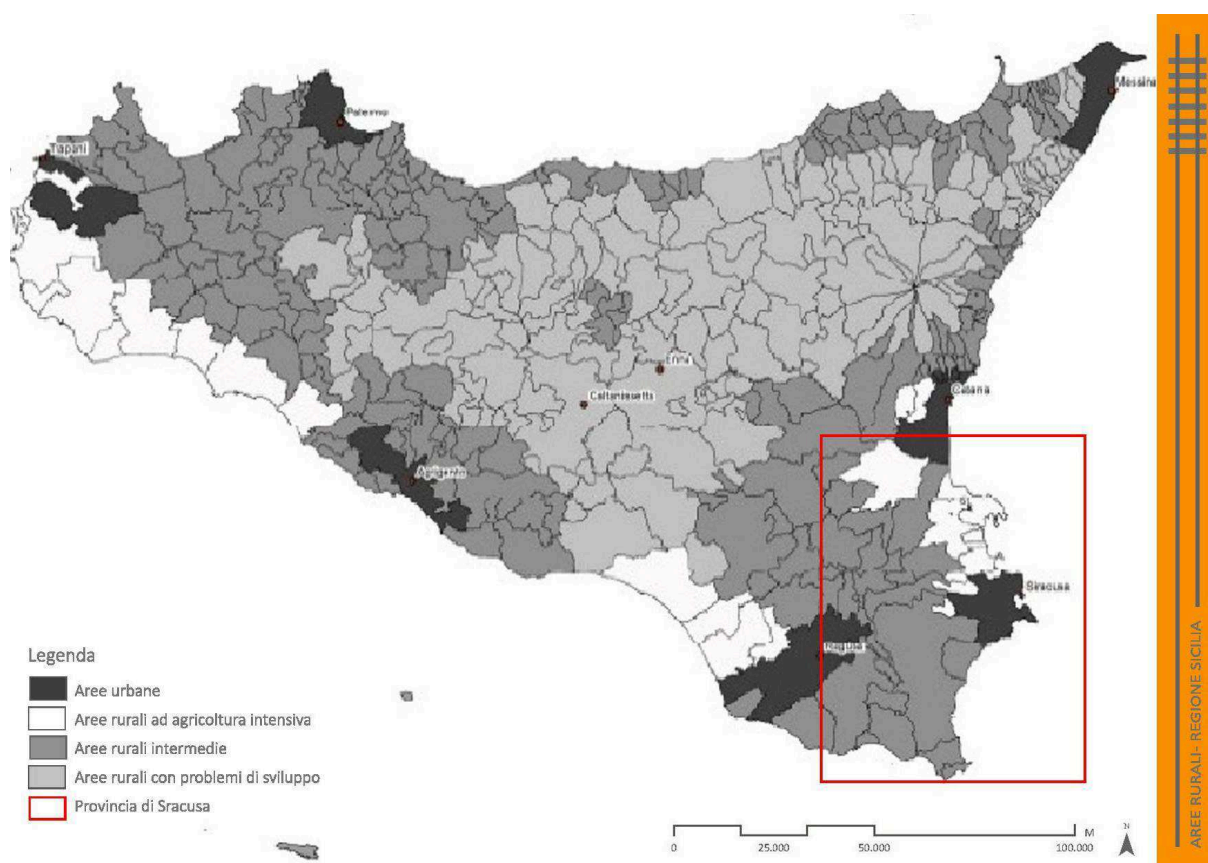 Messina
Palermo
Trapani
Enna
Caltanissetta
Catania
Agrigento
Siracusa
Ragusa
Legenda
Aree urbane
Aree rurali ad agricoltura intensiva
Aree rurali intermedie
Aree rurali con problemi di sviluppo
Provincia di Sracusa
N
M
0 25.000 50.000 100.000
AREE RURALI- REGIONE SICILIA